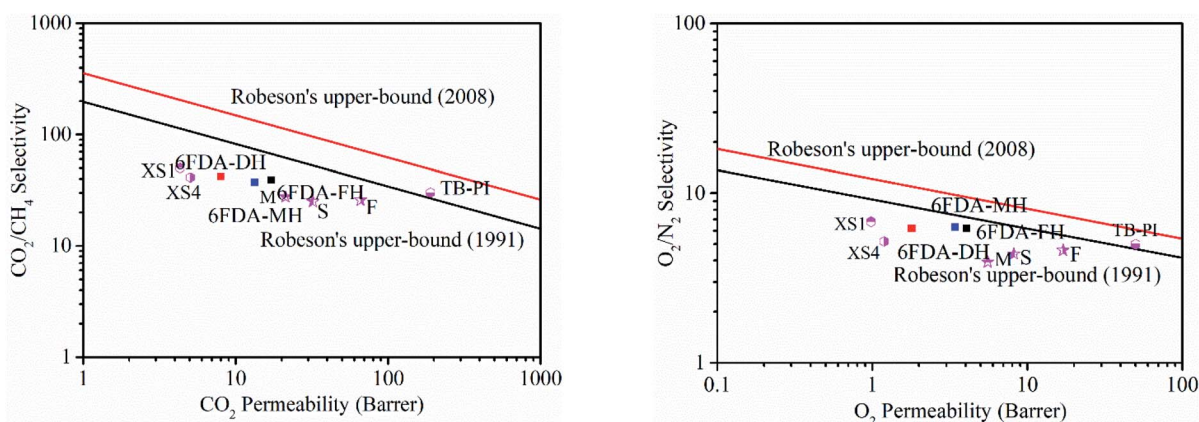 1000
100
10
1
CO2/CH4 Selectivity
Robeson's upper-bound (2008)
6FDA-DH
XS1
XS4
M
6FDA-FH
TB-PI
6FDA-MH
S
F
Robeson's upper-bound (1991)
1
10
100
1000
CO2 Permeability (Barrer)
100
10
1
O2/N2 Selectivity
Robeson's upper-bound (2008)
6FDA-MH
XS1
6FDA-FH
TB-PI
XS4
6FDA-DH
M
S
F
Robeson's upper-bound (1991)
0.1
1
10
100
O2 Permeability (Barrer)